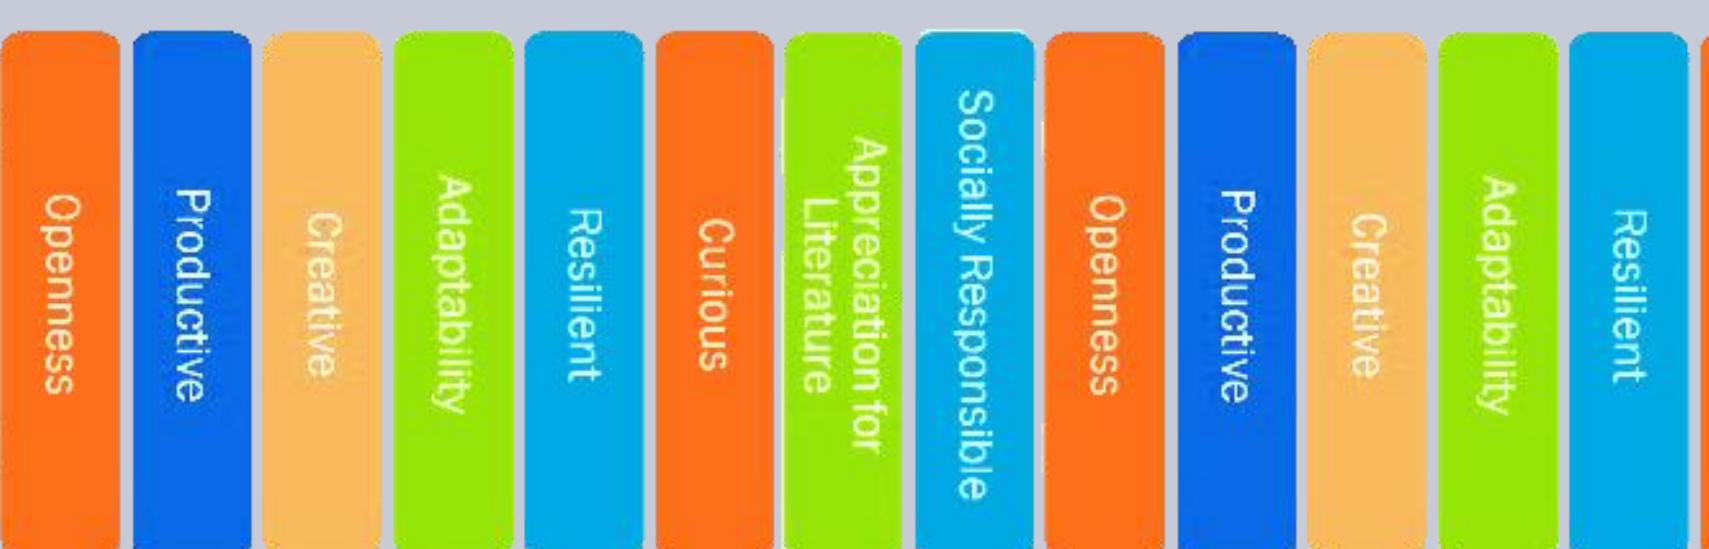 Openness
Productive
Creative
Adaptability
Resilient
Curious
Appreciation for
Literature
Socially Responsible
Openness
Productive
Creative
Adaptability
Resilient